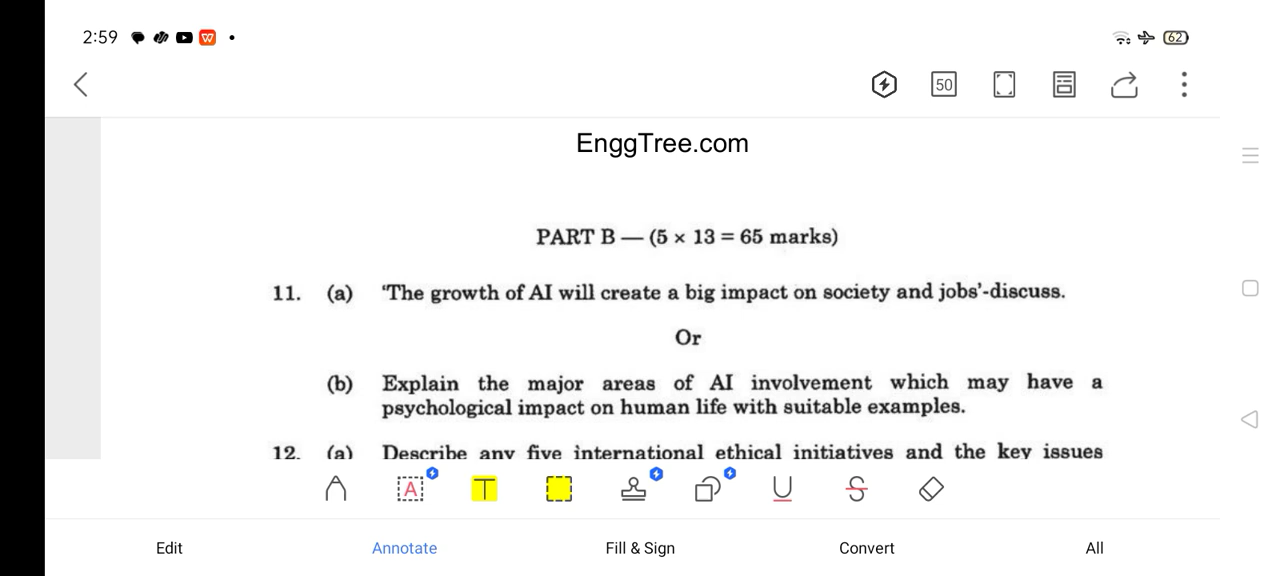 2:59
62
50
EnggTree.com
PART B — (5 × 13 = 65 marks)
11. (a) ‘The growth of AI will create a big impact on society and jobs’-discuss.
Or
(b) Explain the major areas of AI involvement which may have a
psychological impact on human life with suitable examples.
12. (a) Describe any five international ethical initiatives and the key issues
A T U S
Edit Annotate Fill & Sign Convert All